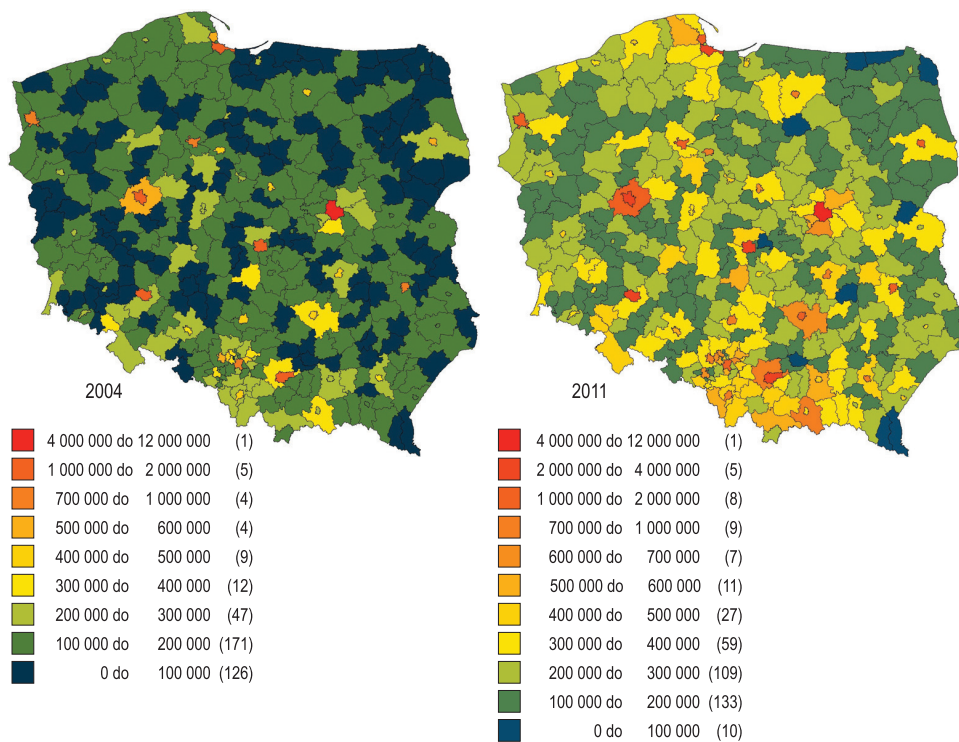 2004
4 000 000 do 12 000 000 (1)
1 000 000 do 2 000 000 (5)
700 000 do 1 000 000 (4)
500 000 do 600 000 (4)
400 000 do 500 000 (9)
300 000 do 400 000 (12)
200 000 do 300 000 (47)
100 000 do 200 000 (171)
0 do 100 000 (126)
2011
4 000 000 do 12 000 000 (1)
2 000 000 do 4 000 000 (5)
1 000 000 do 2 000 000 (8)
700 000 do 1 000 000 (9)
600 000 do 700 000 (7)
500 000 do 600 000 (11)
400 000 do 500 000 (27)
300 000 do 400 000 (59)
200 000 do 300 000 (109)
100 000 do 200 000 (133)
0 do 100 000 (10)